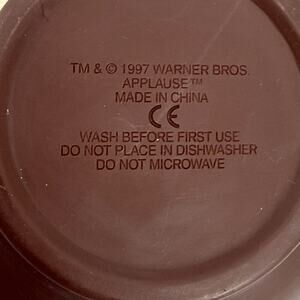 TM & © 1997 WARNER BROS.
APPLAUSE™
MADE IN CHINA
CE
WASH BEFORE FIRST USE
DO NOT PLACE IN DISHWASHER
DO NOT MICROWAVE